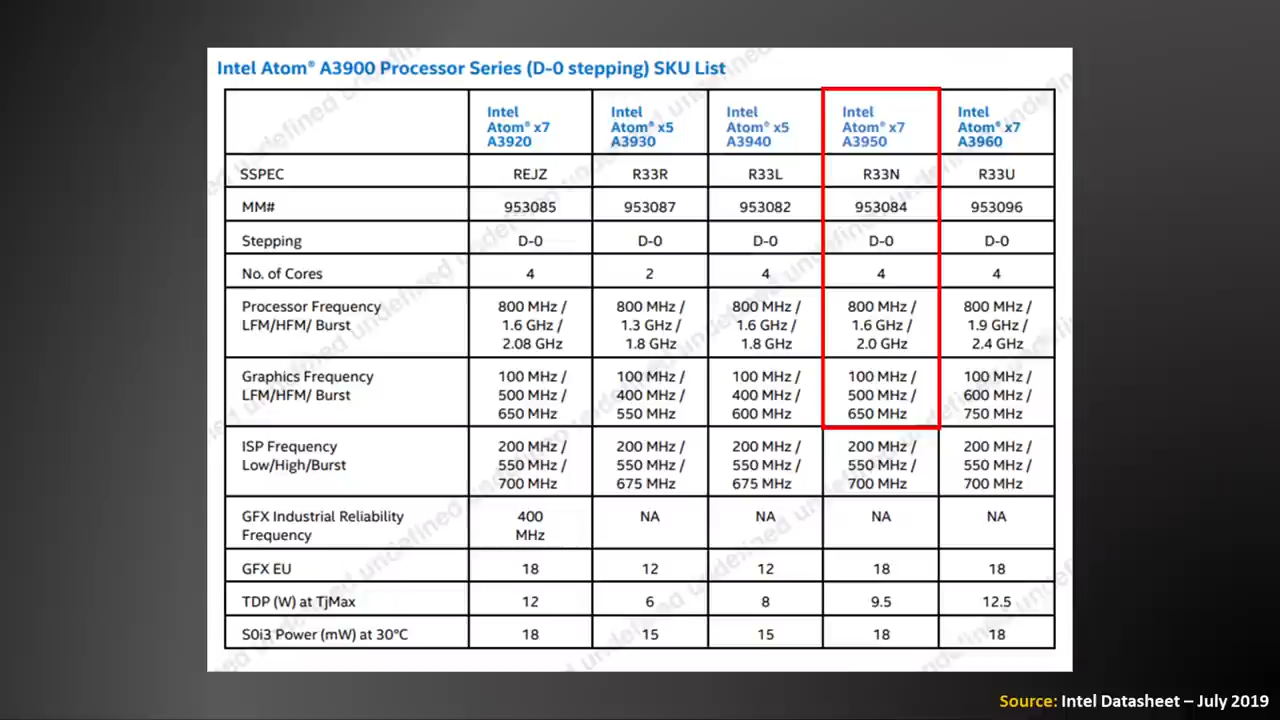 Intel Atom® A3900 Processor Series (D-0 stepping) SKU List
Intel Atom® x7 A3920 Intel Atom® x5 A3930 Intel Atom® x5 A3940 Intel Atom® x7 A3950 Intel Atom® x7 A3960
SSPEC REJZ R33R R33L R33N R33U
MM# 953085 953087 953082 953084 953096
Stepping D-0 D-0 D-0 D-0 D-0
No. of Cores 4 2 4 4 4
Processor Frequency 800 MHz / 800 MHz / 800 MHz / 800 MHz / 800 MHz /
LFM/HFM/ Burst 1.6 GHz / 1.3 GHz / 1.6 GHz / 1.6 GHz / 1.9 GHz /
2.08 GHz 1.8 GHz 1.8 GHz 2.0 GHz 2.4 GHz
Graphics Frequency 100 MHz / 100 MHz / 100 MHz / 100 MHz / 100 MHz /
LFM/HFM/ Burst 500 MHz / 400 MHz / 400 MHz / 500 MHz / 600 MHz /
650 MHz 550 MHz 600 MHz 650 MHz 750 MHz
ISP Frequency 200 MHz / 200 MHz / 200 MHz / 200 MHz / 200 MHz /
Low/High/Burst 550 MHz / 550 MHz / 550 MHz / 550 MHz / 550 MHz /
700 MHz 675 MHz 675 MHz 700 MHz 700 MHz
GFX Industrial Reliability 400 NA NA NA NA
Frequency MHz
GFX EU 18 12 12 18 18
TDP (W) at TjMax 12 6 8 9.5 12.5
S0i3 Power (mW) at 30°C 18 15 15 18 18
Source: Intel Datasheet – July 2019